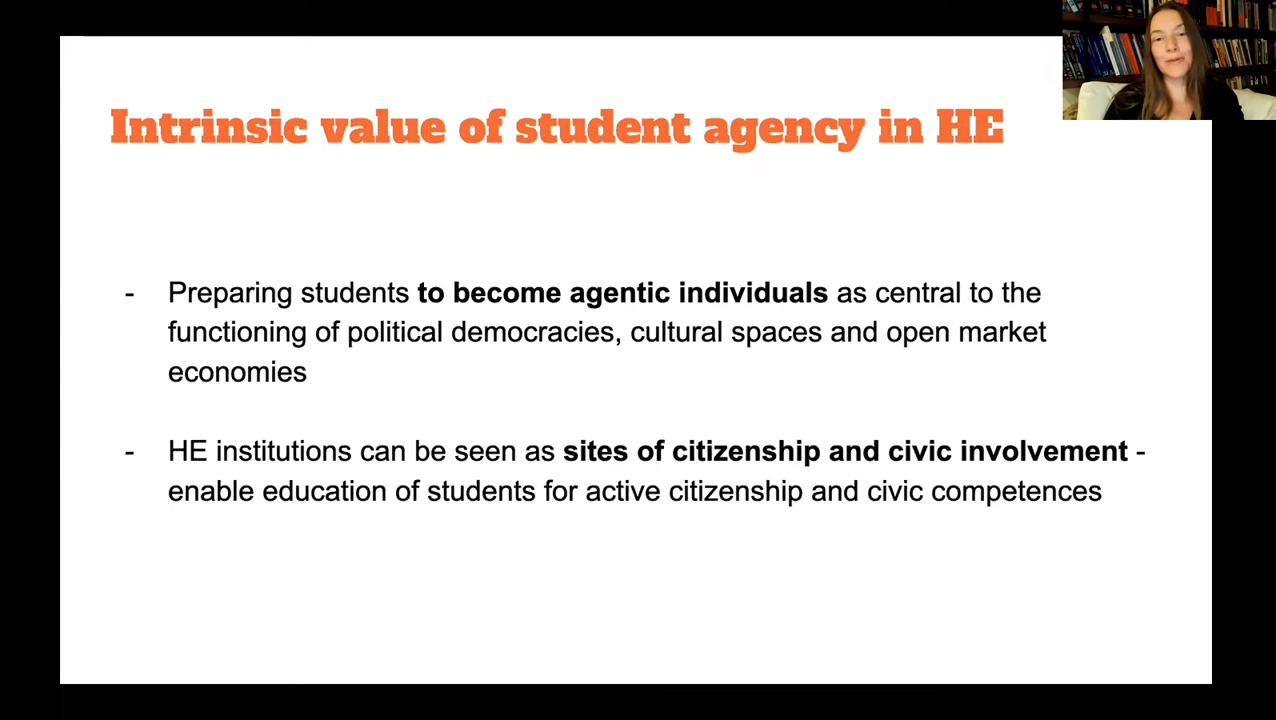 Intrinsic value of student agency in HE
- Preparing students to become agentic individuals as central to the
functioning of political democracies, cultural spaces and open market
economies
- HE institutions can be seen as sites of citizenship and civic involvement -
enable education of students for active citizenship and civic competences